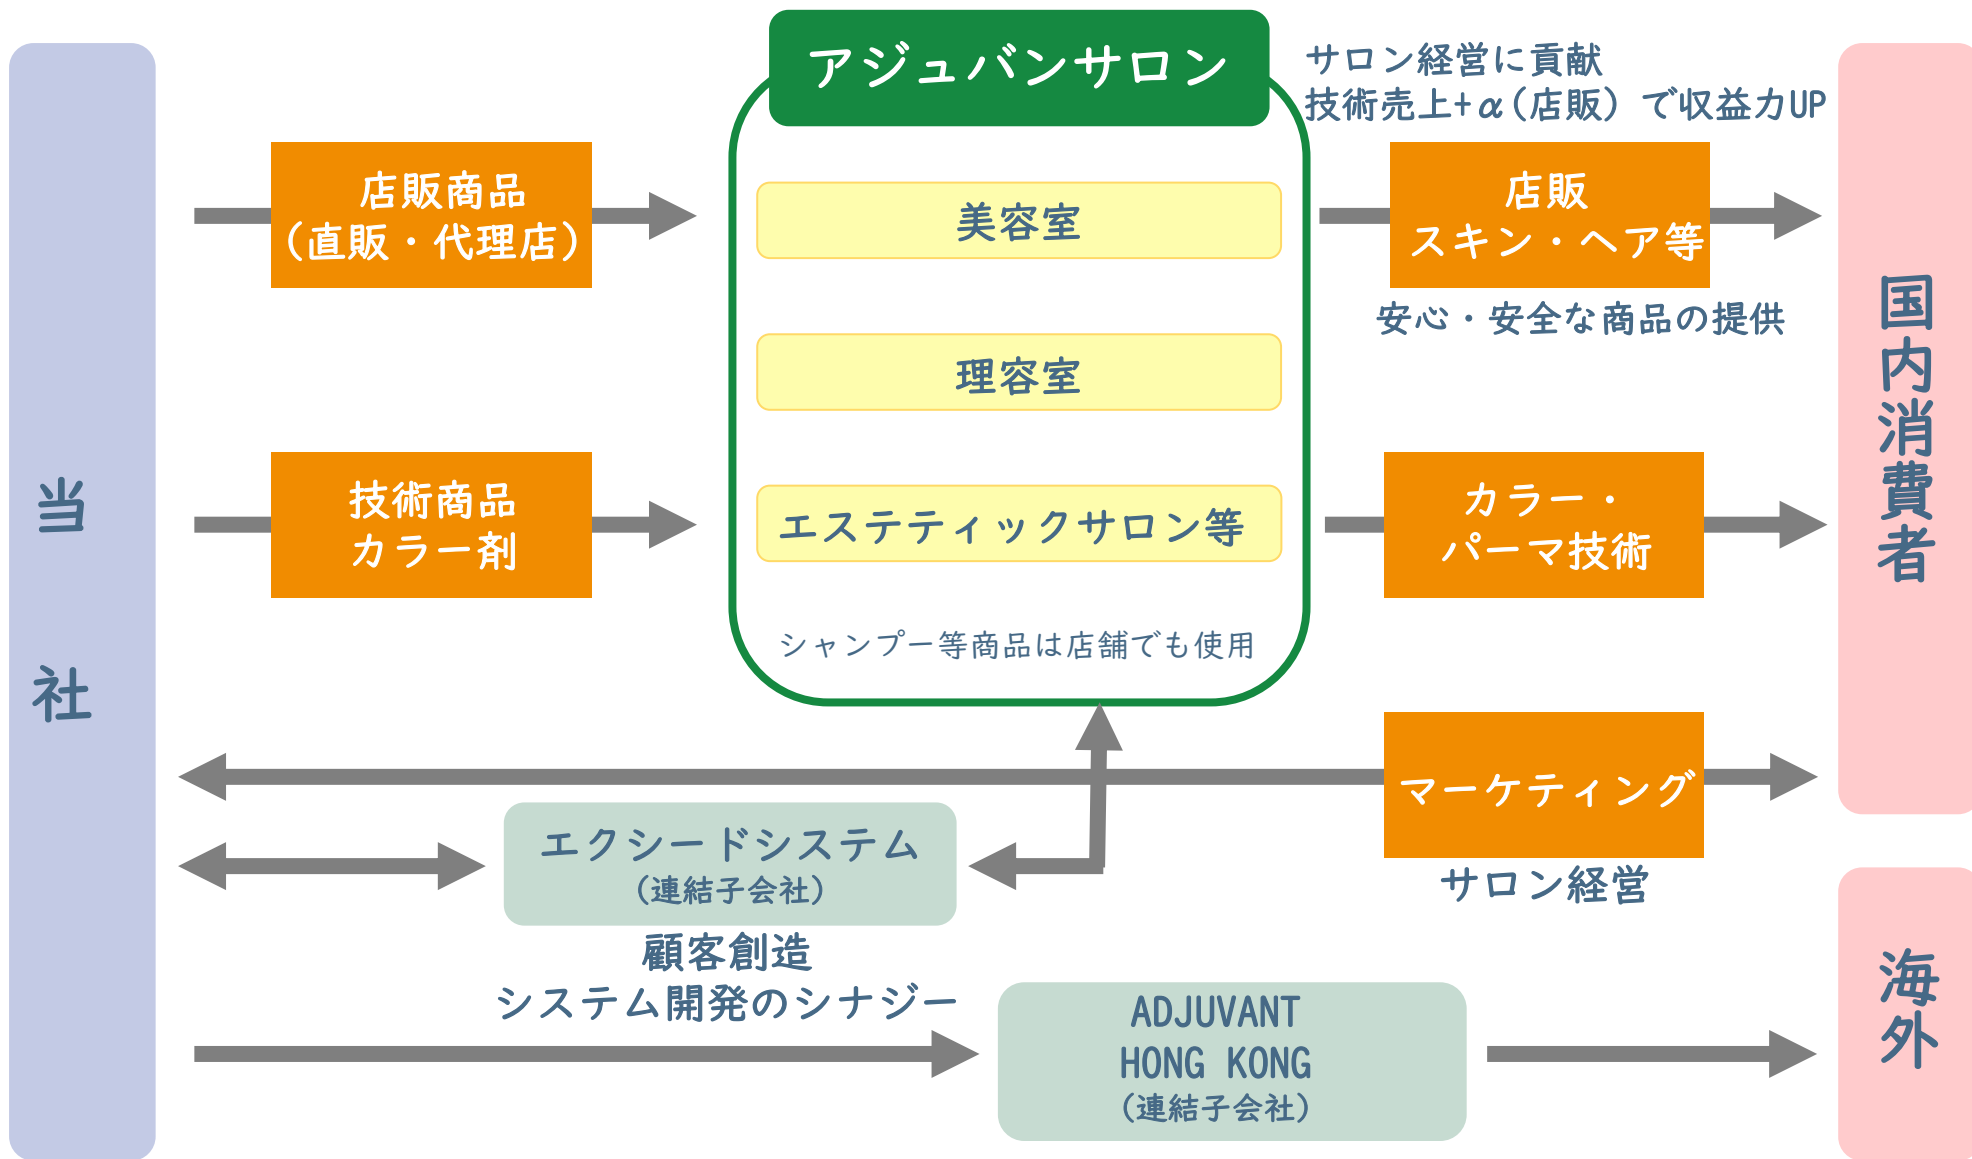 アジュバンサロン
サロン経営に貢献
技術売上+α(店販)で収益力UP
店販商品
(直販・代理店)
美容室
店販
スキン・ヘア等
安心・安全な商品の提供
理容室
当社
国内消費者
技術商品
カラー剤
エステティックサロン等
カラー・
パーマ技術
シャンプー等商品は店舗でも使用
マーケティング
サロン経営
エクシードシステム
(連結子会社)
顧客創造
システム開発のシナジー
ADJUVANT
HONG KONG
(連結子会社)
海外